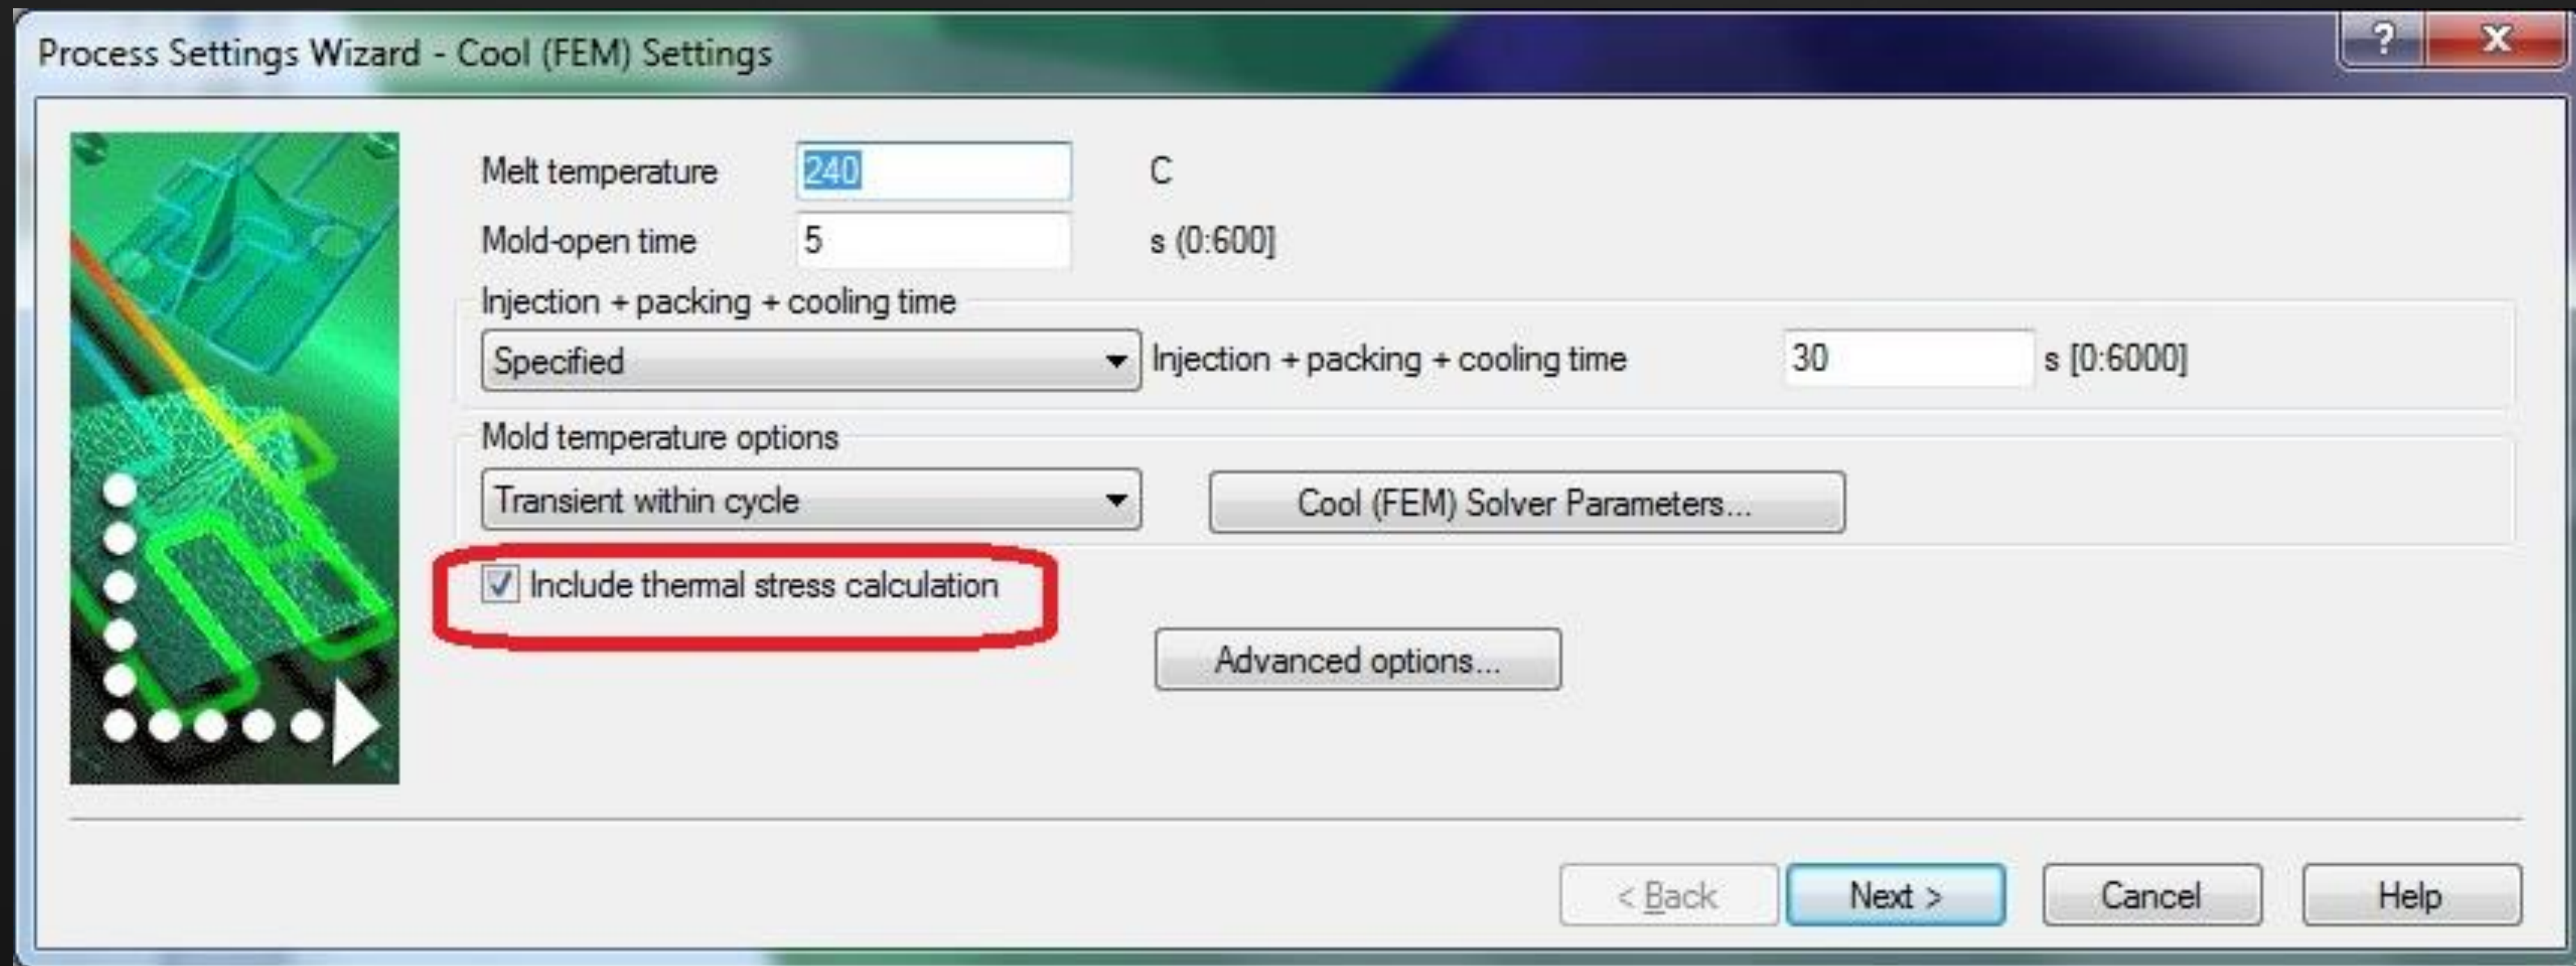 Process Settings Wizard - Cool (FEM) Settings
Melt temperature 240 C
Mold-open time 5 s (0:600]
Injection + packing + cooling time
Specified Injection + packing + cooling time 30 s [0:6000]
Mold temperature options
Transient within cycle Cool (FEM) Solver Parameters...
Include thermal stress calculation
Advanced options...
< Back Next > Cancel Help